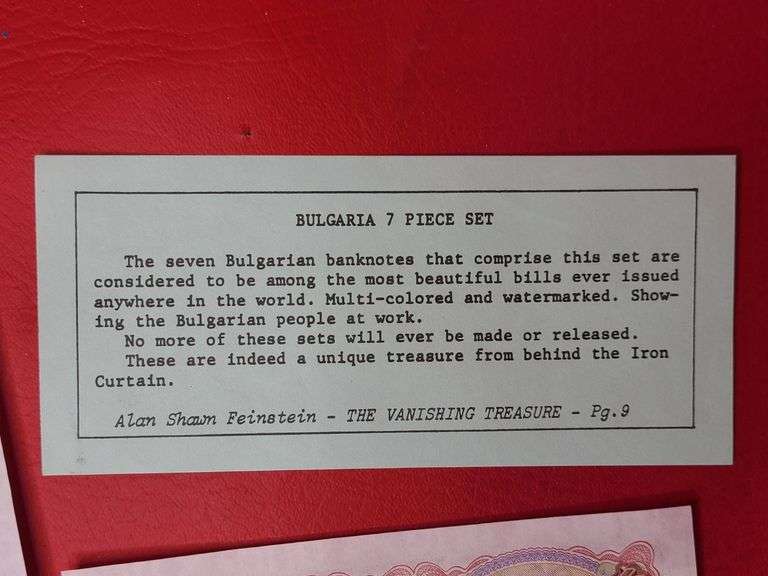 BULGARIA 7 PIECE SET
The seven Bulgarian banknotes that comprise this set are
considered to be among the most beautiful bills ever issued
anywhere in the world. Multi-colored and watermarked. Show-
ing the Bulgarian people at work.
No more of these sets will ever be made or released.
These are indeed a unique treasure from behind the Iron
Curtain.
Alan Shawn Feinstein - THE VANISHING TREASURE - Pg.9